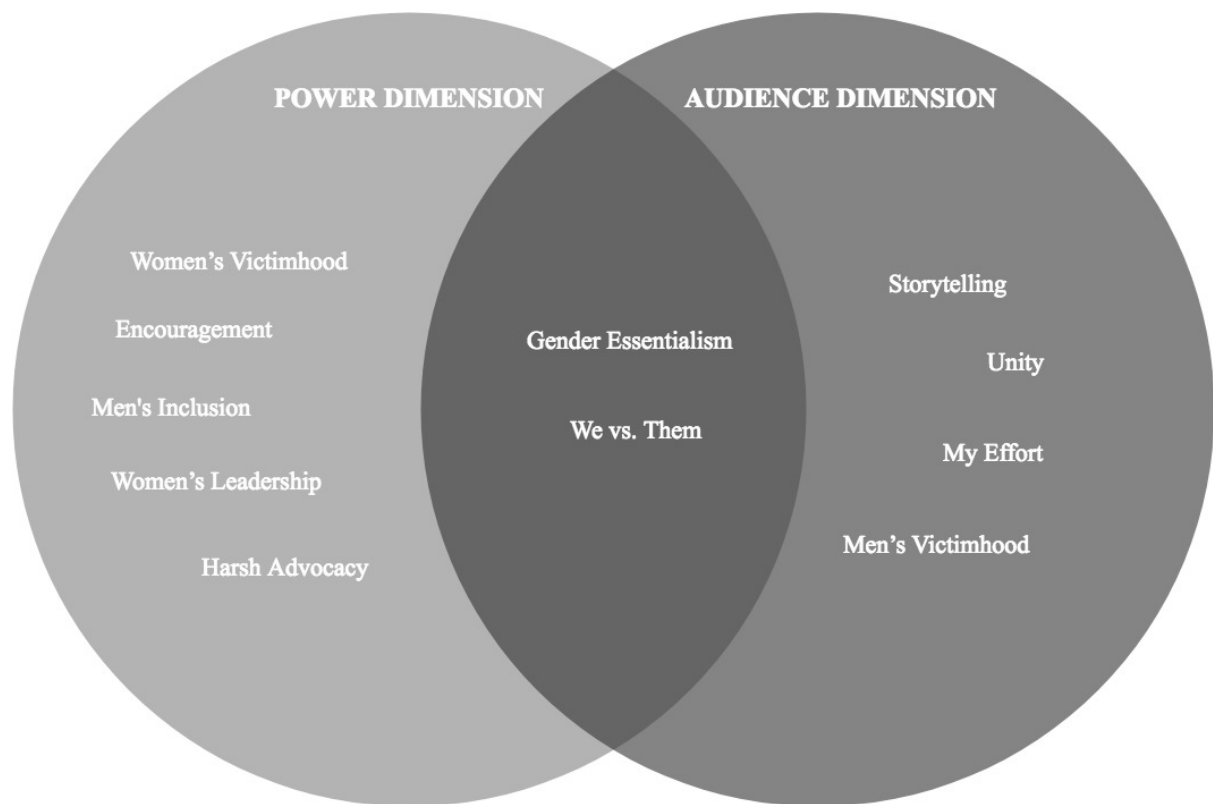 POWER DIMENSION
AUDIENCE DIMENSION
Women’s Victimhood
Encouragement
Men's Inclusion
Women’s Leadership
Harsh Advocacy
Gender Essentialism
We vs. Them
Storytelling
Unity
My Effort
Men’s Victimhood